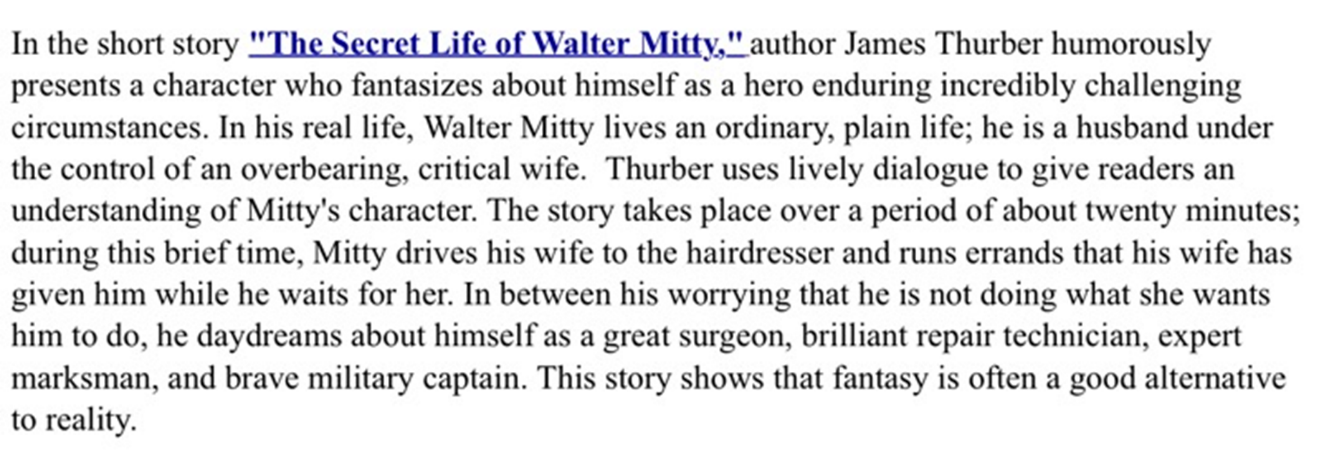 In the short story "The Secret Life of Walter Mitty," author James Thurber humorously
presents a character who fantasizes about himself as a hero enduring incredibly challenging
circumstances. In his real life, Walter Mitty lives an ordinary, plain life; he is a husband under
the control of an overbearing, critical wife.  Thurber uses lively dialogue to give readers an
understanding of Mitty's character. The story takes place over a period of about twenty minutes;
during this brief time, Mitty drives his wife to the hairdresser and runs errands that his wife has
given him while he waits for her. In between his worrying that he is not doing what she wants
him to do, he daydreams about himself as a great surgeon, brilliant repair technician, expert
marksman, and brave military captain. This story shows that fantasy is often a good alternative
to reality.